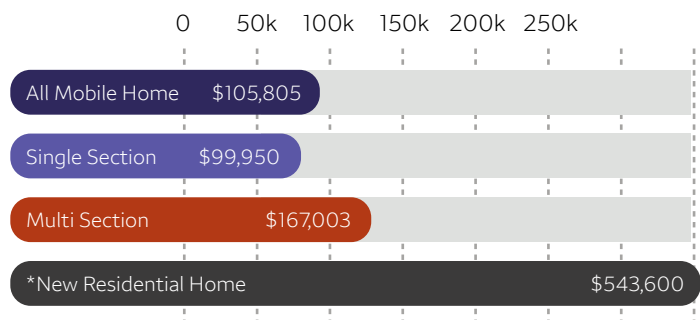 0 50k 100k 150k 200k 250k
All Mobile Home $105,805
Single Section $99,950
Multi Section $167,003
*New Residential Home $543,600